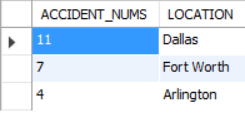 ACCIDENT_NUMS LOCATION
11 Dallas
7 Fort Worth
4 Arlington